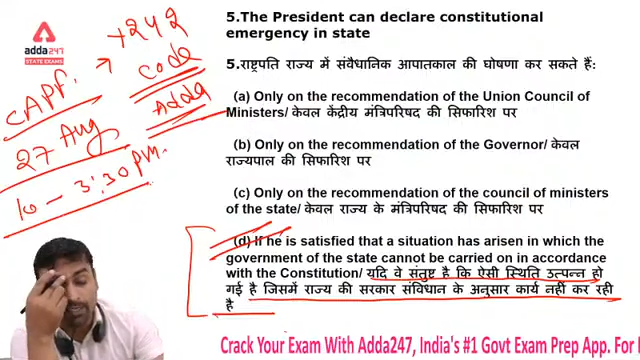 adda247
STATE EXAMS
CAPF → Y242
Code
Adda
27 Aug
10 - 3:30 pm.
5.The President can declare constitutional
emergency in state
5.राष्ट्रपति राज्य में संवैधानिक आपातकाल की घोषणा कर सकते हैं:
(a) Only on the recommendation of the Union Council of
Ministers/केवल केंद्रीय मंत्रिपरिषद की सिफारिश पर
(b) Only on the recommendation of the Governor/केवल
राज्यपाल की सिफारिश पर
(c) Only on the recommendation of the council of ministers
of the state/केवल राज्य के मंत्रिपरिषद की सिफारिश पर
(d) If he is satisfied that a situation has arisen in which the
government of the state cannot be carried on in accordance
with the Constitution/ यदि वे संतुष्ट है कि ऐसी स्थिति उत्पन्न हो
गई है जिसमें राज्य की सरकार संविधान के अनुसार कार्य नहीं कर रही
है
Crack Your Exam With Adda247, India's #1 Govt Exam Prep App. For